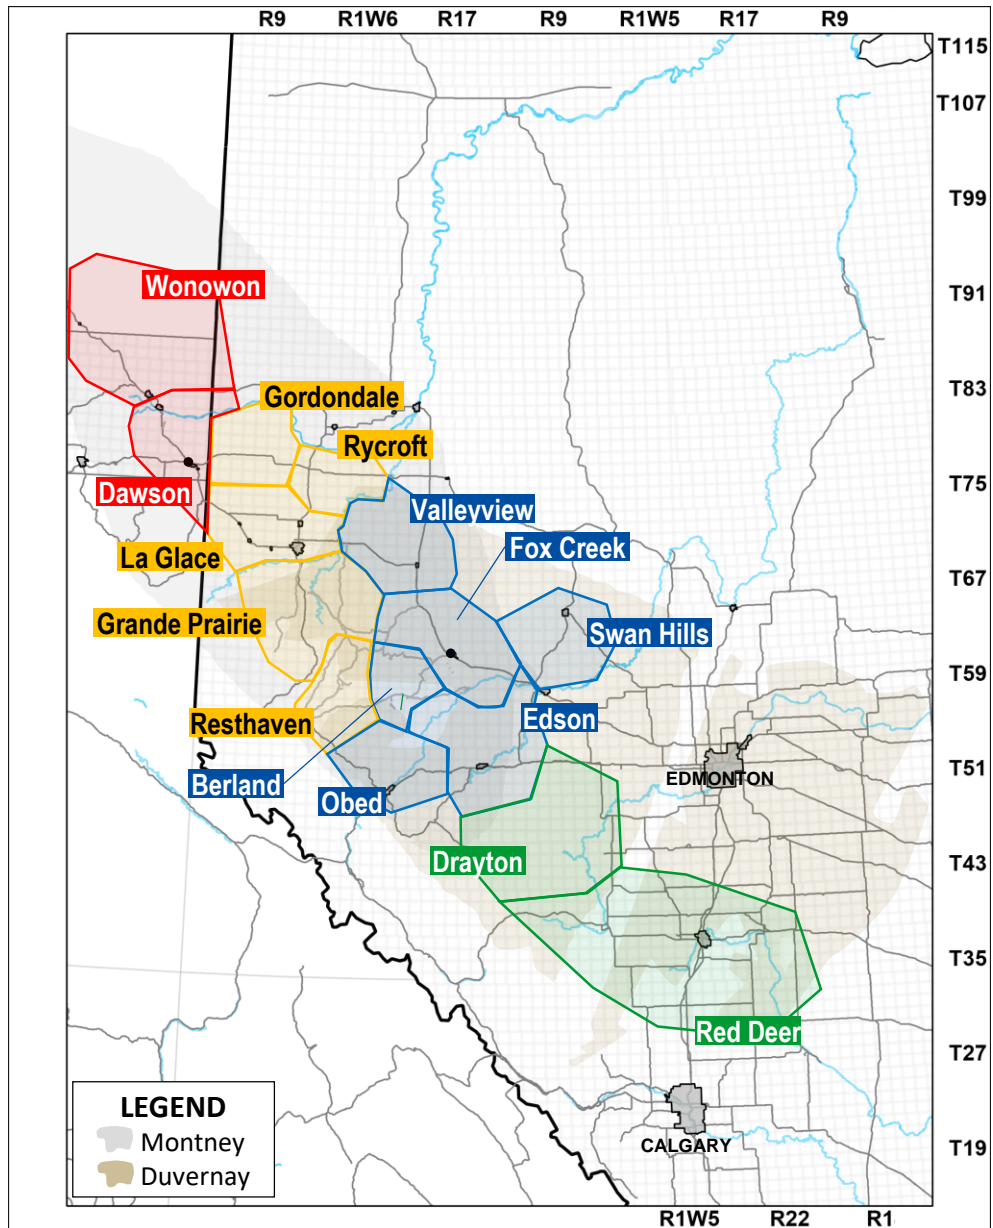 R9 R1W6 R17 R9 R1W5 R17 R9
T115
T107
T99
T91
Wonowon
T83
Gordondale
Rycroft
T75
Dawson
Valleyview
Fox Creek
La Glace
T67
Grande Prairie
Swan Hills
T59
Resthaven
Edson
T51
EDMONTON
Berland
Obed
Drayton
T43
T35
Red Deer
T27
LEGEND
Montney
Duvernay
CALGARY
T19
R1W5 R22 R1